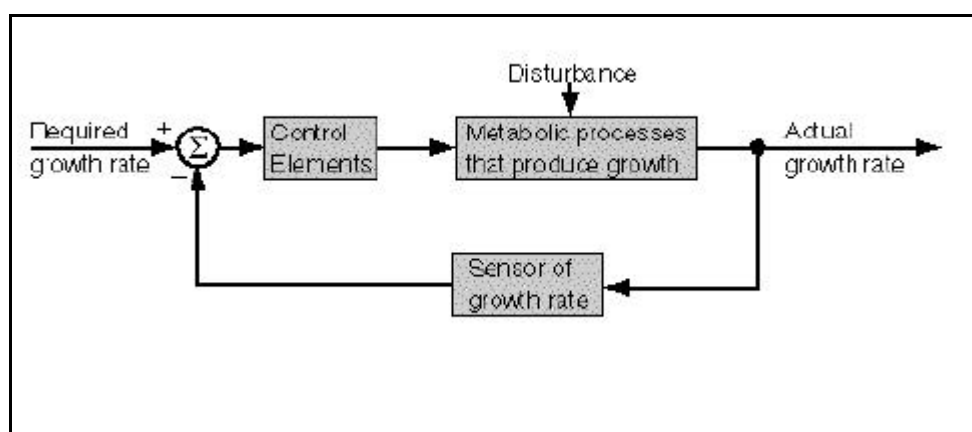 Disturbance
Required
growth rate
+
Σ
−
Control
Elements
Metabolic processes
that produce growth
Actual
growth rate
Sensor of
growth rate